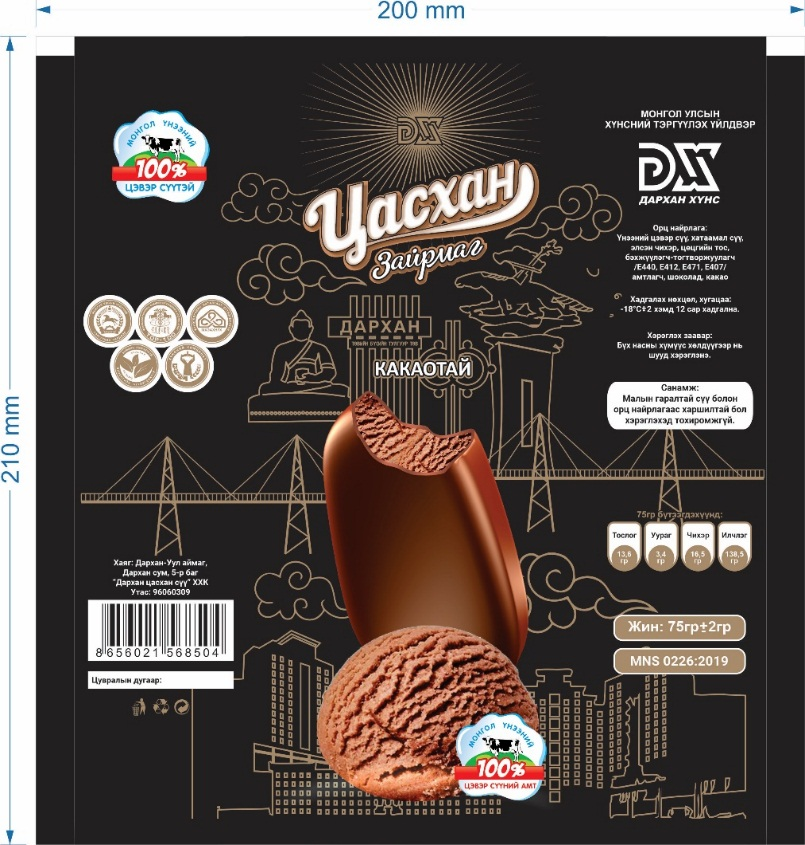 200 mm
210 mm
МОНГОЛ ҮНЭЭНИЙ
100%
ЦЭВЭР СҮҮТЭЙ
ДХ
Цасхан
Зайрмаг
ДАРХАН
КАКАОТАЙ
МОНГОЛ УЛСЫН
ХҮНСНИЙ ТЭРГҮҮЛЭХ ҮЙЛДВЭР
ДХ
ДАРХАН ХҮНС
Орц найрлага:
Үнээний цэвэр сүү, хатаамал сүү,
элсэн чихэр, цөцгийн тос,
бэхжүүлэгч-тогтворжуулагч
/E440, E412, E471, E407/
амтлагч, шоколад, какао
Хадгалах нөхцөл, хугацаа:
-18°C±2 хэмд 12 сар хадгална.
Хэрэглэх заавар:
Бүх насны хүмүүс хөлдүүгээр нь
шууд хэрэглэнэ.
Санамж:
Малын гаралтай сүү болон
орц найрлагаас харшилтай бол
хэрэглэхэд тохиромжгүй.
75гр бүтээгдэхүүнд:
Тослог Уураг Чихэр Илчлэг
13,6 гр 3,4 гр 16,5 гр 138,5 гр
Жин: 75гр±2гр
MNS 0226:2019
Хаяг: Дархан-Уул аймаг,
Дархан сум, 5-р баг
"Дархан цасхан сүү" ХХК
Утас: 96060309
8 656021 568504
Цувралын дугаар:
МОНГОЛ ҮНЭЭНИЙ
100%
ЦЭВЭР СҮҮНИЙ АМТ